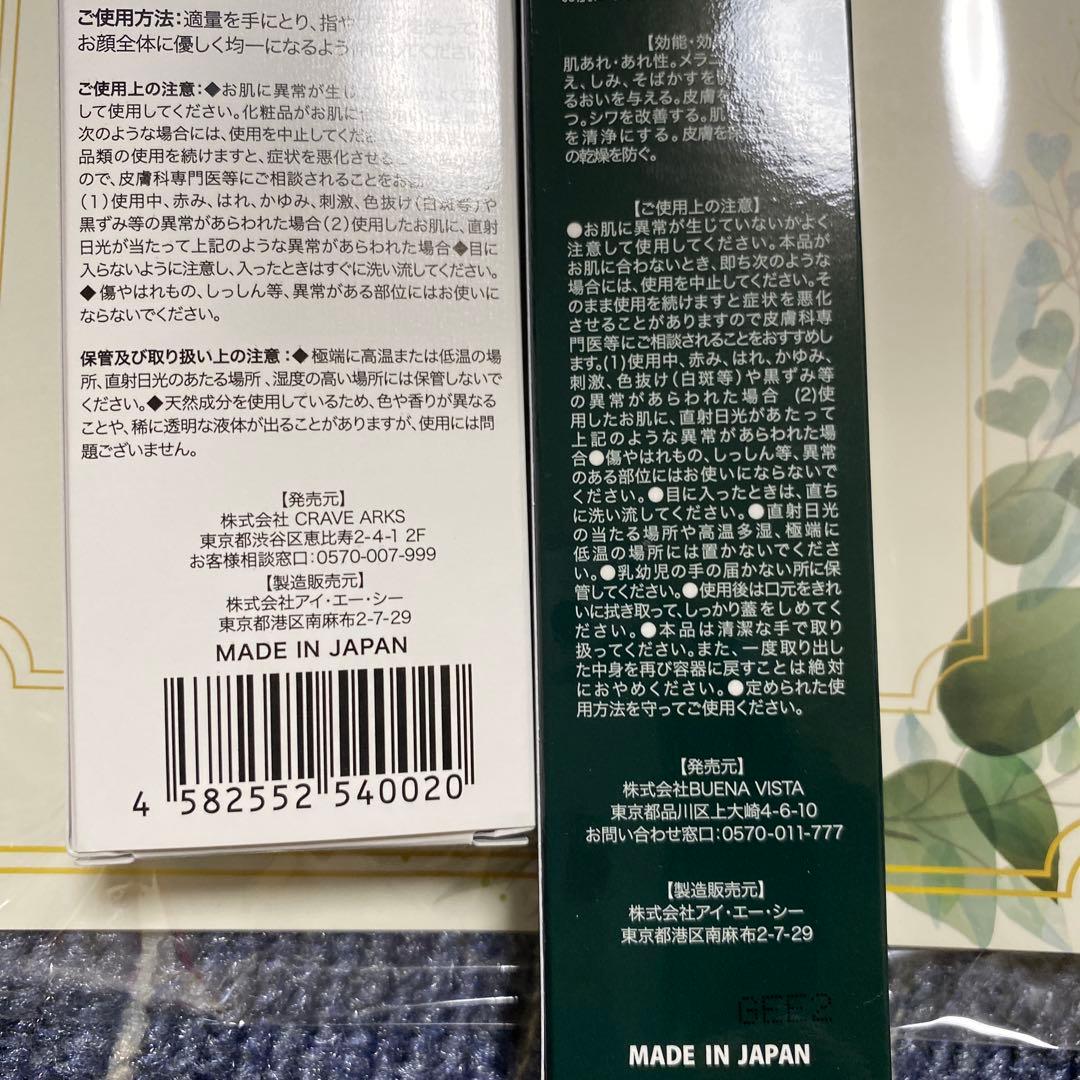 ご使用方法：適量を手にとり、指や
お顔全体に優しく均一になるよう
ご使用上の注意：◆お肌に異常が生じ
して使用してください。化粧品がお肌に
次のような場合には、使用を中止してくださ
品類の使用を続けますと、症状を悪化させること
ので、皮膚科専門医等にご相談されることをお
(1)使用中、赤み、はれ、かゆみ、刺激、色抜け(白斑等)や
黒ずみ等の異常があらわれた場合(2)使用したお肌に、直射
日光が当たって上記のような異常があらわれた場合◆目に
入らないように注意し、入ったときはすぐに洗い流してください。
◆傷やはれもの、しっしん等、異常がある部位にはお使いに
ならないでください。
保管及び取り扱い上の注意：◆極端に高温または低温の場
所、直射日光のあたる場所、湿度の高い場所には保管しないで
ください。◆天然成分を使用しているため、色や香りが異なる
ことや、稀に透明な液体が出ることがありますが、使用には問
題ございません。
【発売元】
株式会社 CRAVE ARKS
東京都渋谷区恵比寿2-4-1 2F
お客様相談窓口：0570-007-999
【製造販売元】
株式会社アイ・エー・シー
東京都港区南麻布2-7-29
MADE IN JAPAN
4 582552 540020
【効能・効
肌あれ・あれ性。メラニ
え、しみ、そばかすを
るおいを与える。皮膚
つ。シワを改善する。肌
を清浄にする。皮膚を
の乾燥を防ぐ。
【ご使用上の注意】
●お肌に異常が生じていないかよく
注意して使用してください。本品が
お肌に合わないとき、即ち次のような
場合には、使用を中止してください。そ
のまま使用を続けますと症状を悪化
させることがありますので皮膚科専
門医等にご相談されることをおすすめし
ます。(1)使用中、赤み、はれ、かゆみ、
刺激、色抜け(白斑等)や黒ずみ等
の異常があらわれた場合 (2)使
用したお肌に、直射日光があたって
上記のような異常があらわれた場
合●傷やはれもの、しっしん等、異常
のある部位にはお使いにならないで
ください。●目に入ったときは、直ち
に洗い流してください。●直射日光
の当たる場所や高温多湿、極端に
低温の場所には置かないでくださ
い。●乳幼児の手の届かない所に保
管してください。●使用後は口元をきれ
いに拭き取って、しっかり蓋をしめてく
ださい。●本品は清潔な手で取り
扱ってください。また、一度取り出し
た中身を再び容器に戻すことは絶対
におやめください。●定められた使
用方法を守ってご使用ください。
【発売元】
株式会社BUENA VISTA
東京都品川区上大崎4-6-10
お問い合わせ窓口：0570-011-777
【製造販売元】
株式会社アイ・エー・シー
東京都港区南麻布2-7-29
GEE2
MADE IN JAPAN